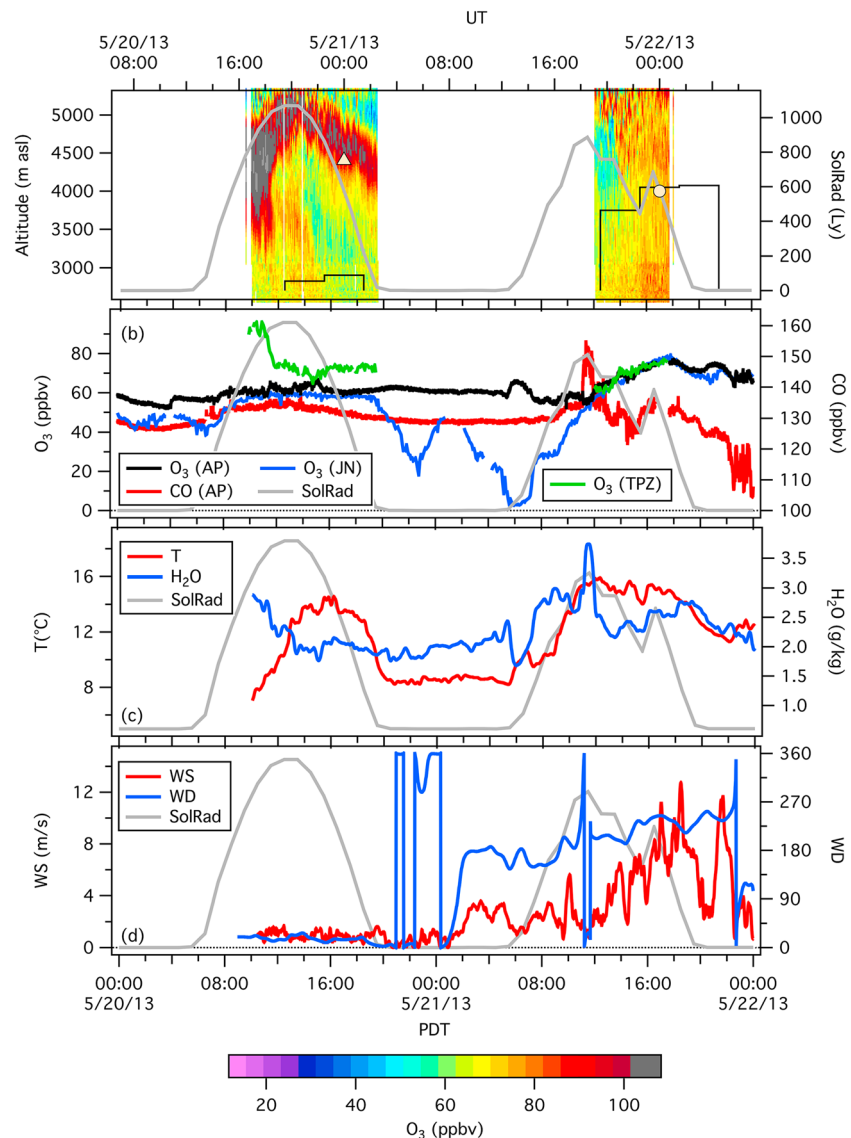 UT
5/20/13 5/21/13 5/22/13
08:00 16:00 00:00 08:00 16:00 00:00
Altitude (m asl)
5000
4500
4000
3500
3000
1000
800
600
400
200
0
SolRad (Ly)
(b)
O3 (ppbv)
80
60
40
20
0
O3 (AP) O3 (JN)
CO (AP) SolRad
O3 (TPZ)
160
150
140
130
120
110
100
CO (ppbv)
T(°C)
16
12
8
T
H2O
SolRad
(c)
3.5
3.0
2.5
2.0
1.5
1.0
H2O (g/kg)
WS (m/s)
12
8
4
0
WS
WD
SolRad
(d)
360
270
180
90
0
WD
00:00 08:00 16:00 00:00 08:00 16:00 00:00
5/20/13 5/21/13 5/22/13
PDT
20 40 60 80 100
O3 (ppbv)